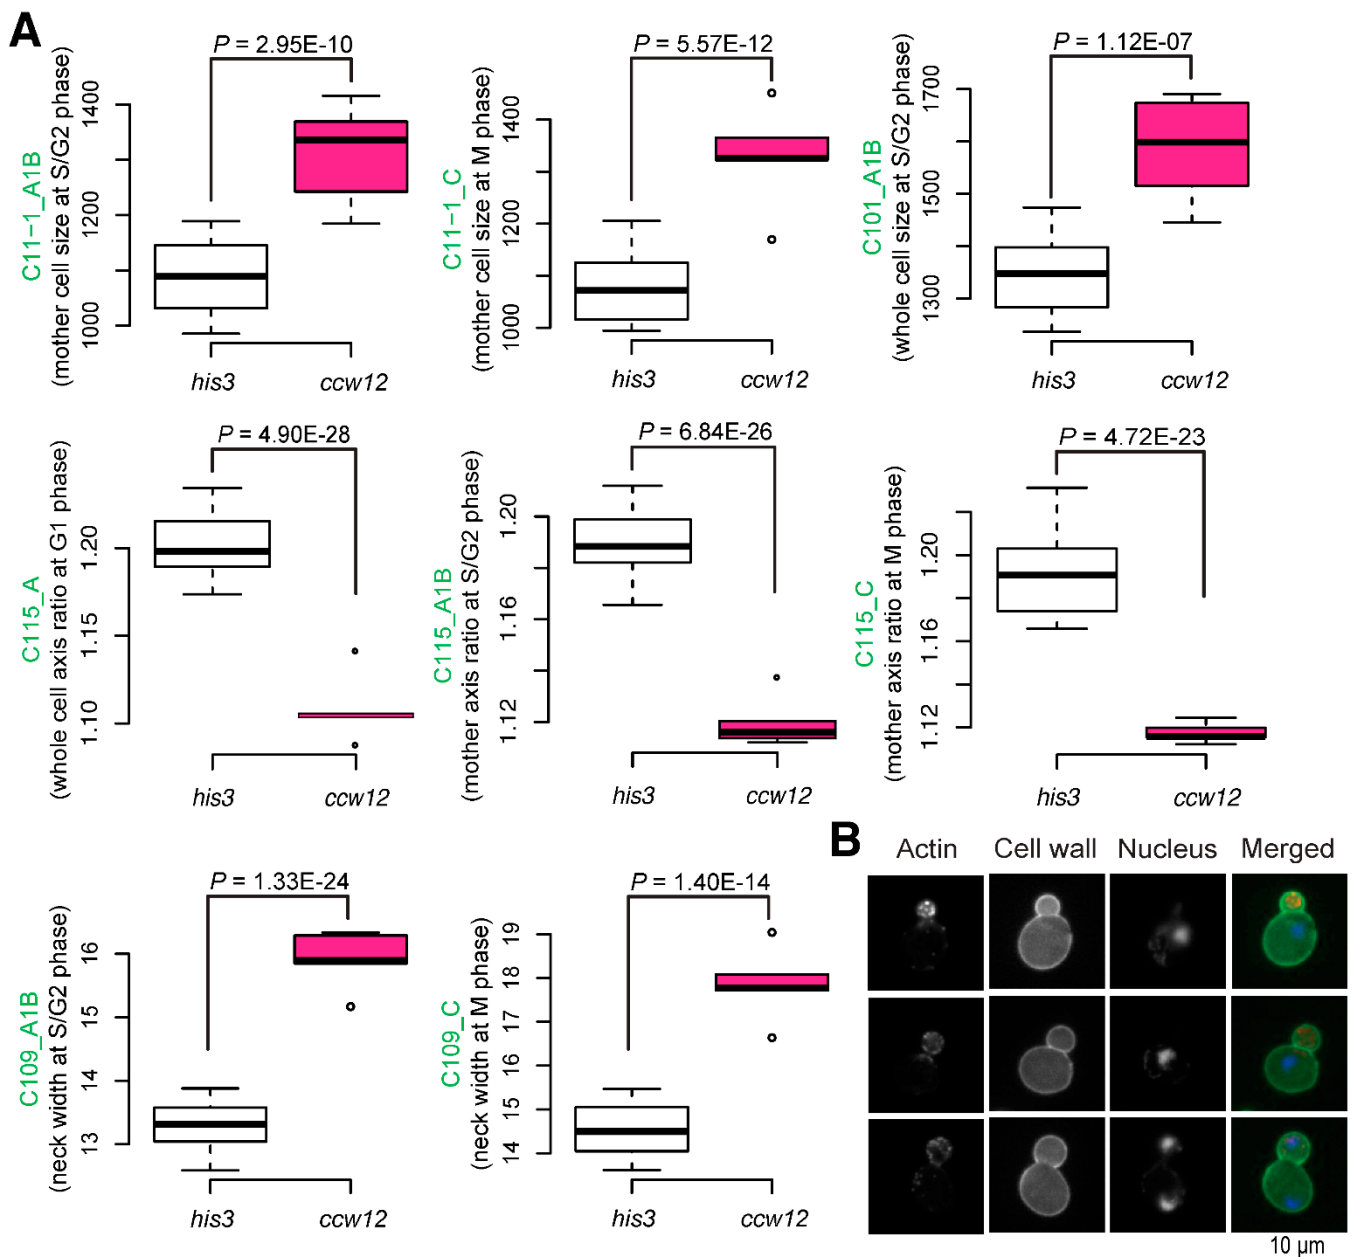 A
P = 2.95E-10
C11−1_A1B
(mother cell size at S/G2 phase)
1400
1200
1000
his3
ccw12
P = 5.57E-12
C11−1_C
(mother cell size at M phase)
1400
1200
1000
his3
ccw12
P = 1.12E-07
C101_A1B
(whole cell size at S/G2 phase)
1700
1500
1300
his3
ccw12
P = 4.90E-28
C115_A
(whole cell axis ratio at G1 phase)
1.20
1.15
1.10
his3
ccw12
P = 6.84E-26
C115_A1B
(mother axis ratio at S/G2 phase)
1.20
1.16
1.12
his3
ccw12
P = 4.72E-23
C115_C
(mother axis ratio at M phase)
1.20
1.16
1.12
his3
ccw12
P = 1.33E-24
C109_A1B
(neck width at S/G2 phase)
16
15
14
13
his3
ccw12
P = 1.40E-14
C109_C
(neck width at M phase)
19
18
17
16
15
14
his3
ccw12
B
Actin Cell wall Nucleus Merged
10 µm